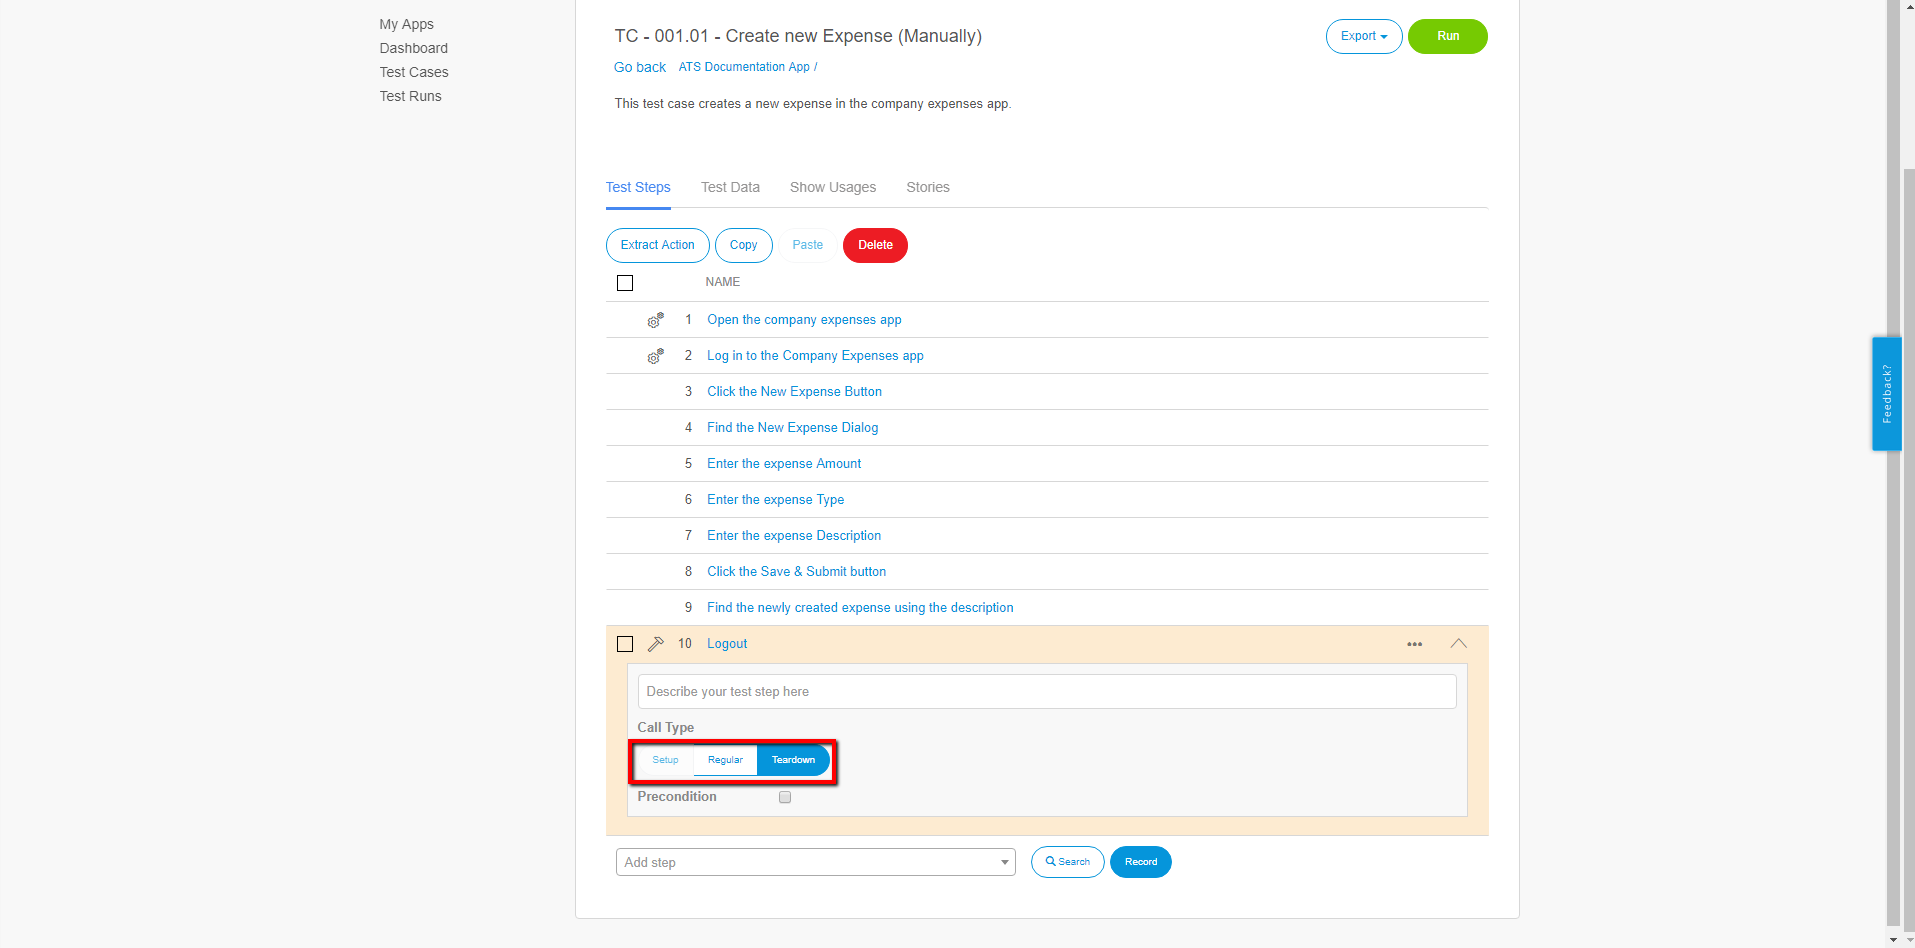 My Apps
Dashboard
Test Cases
Test Runs
TC - 001.01 - Create new Expense (Manually)
Export
Run
Go back ATS Documentation App /
This test case creates a new expense in the company expenses app.
Test Steps Test Data Show Usages Stories
Extract Action Copy Paste Delete
NAME
1 Open the company expenses app
2 Log in to the Company Expenses app
3 Click the New Expense Button
4 Find the New Expense Dialog
5 Enter the expense Amount
6 Enter the expense Type
7 Enter the expense Description
8 Click the Save & Submit button
9 Find the newly created expense using the description
10 Logout
Describe your test step here
Call Type
Setup Regular Teardown
Precondition
Add step Search Record
Feedback?